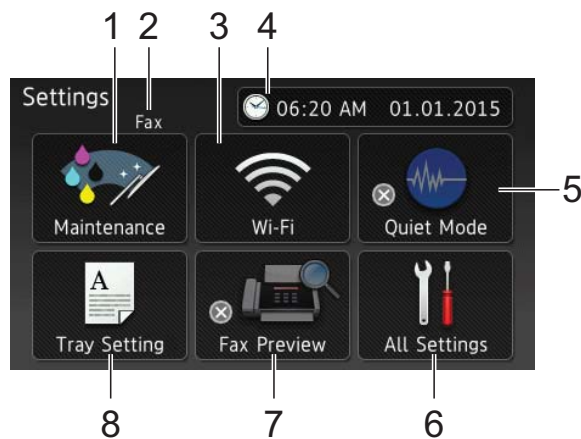 1 2 3 4
Settings
Fax
06:20 AM 01.01.2015
Maintenance Wi-Fi Quiet Mode
5
A
Tray Setting Fax Preview All Settings
8 7 6